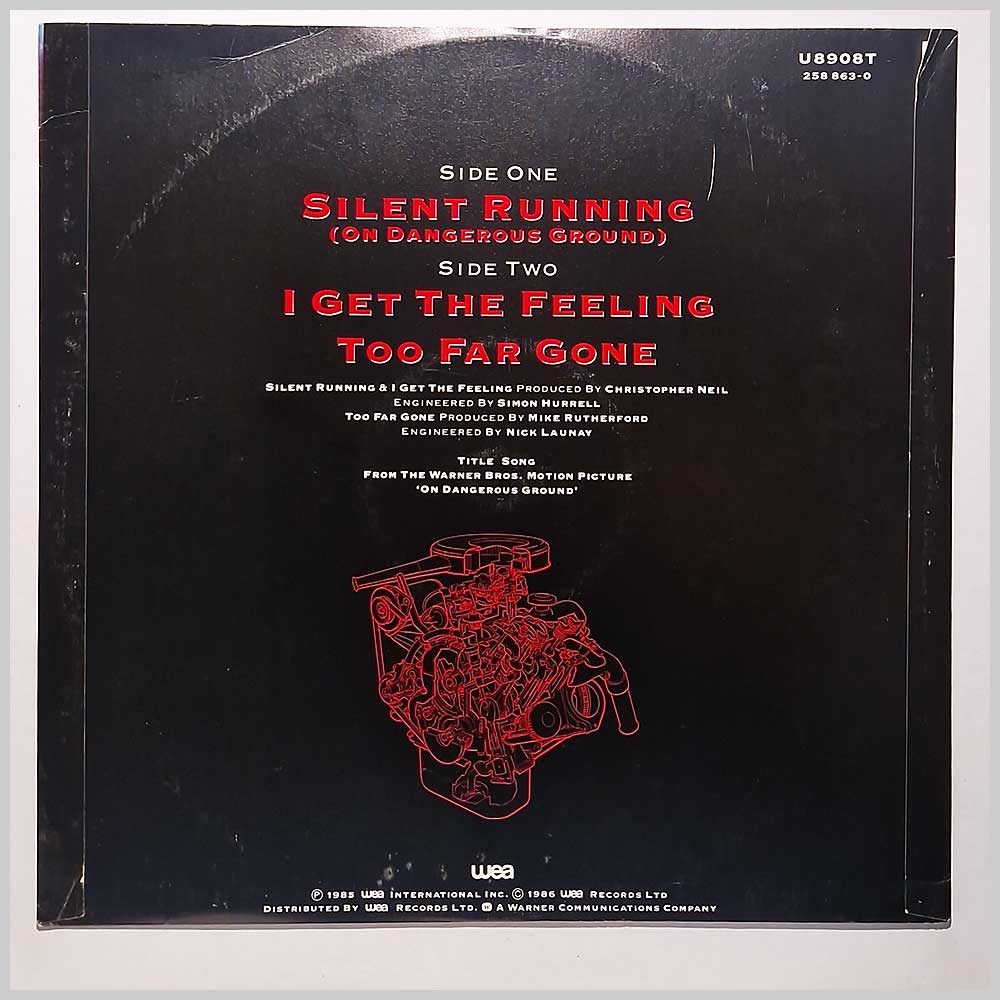 U8908T
258 863-0
SIDE ONE
SILENT RUNNING
(ON DANGEROUS GROUND)
SIDE TWO
I GET THE FEELING
TOO FAR GONE
SILENT RUNNING & I GET THE FEELING PRODUCED BY CHRISTOPHER NEIL
ENGINEERED BY SIMON HURRELL
TOO FAR GONE PRODUCED BY MIKE RUTHERFORD
ENGINEERED BY NICK LAUNAY
TITLE SONG
FROM THE WARNER BROS. MOTION PICTURE
'ON DANGEROUS GROUND'
wea
℗ 1985 wea INTERNATIONAL INC. © 1986 wea RECORDS LTD
DISTRIBUTED BY wea RECORDS LTD. A WARNER COMMUNICATIONS COMPANY